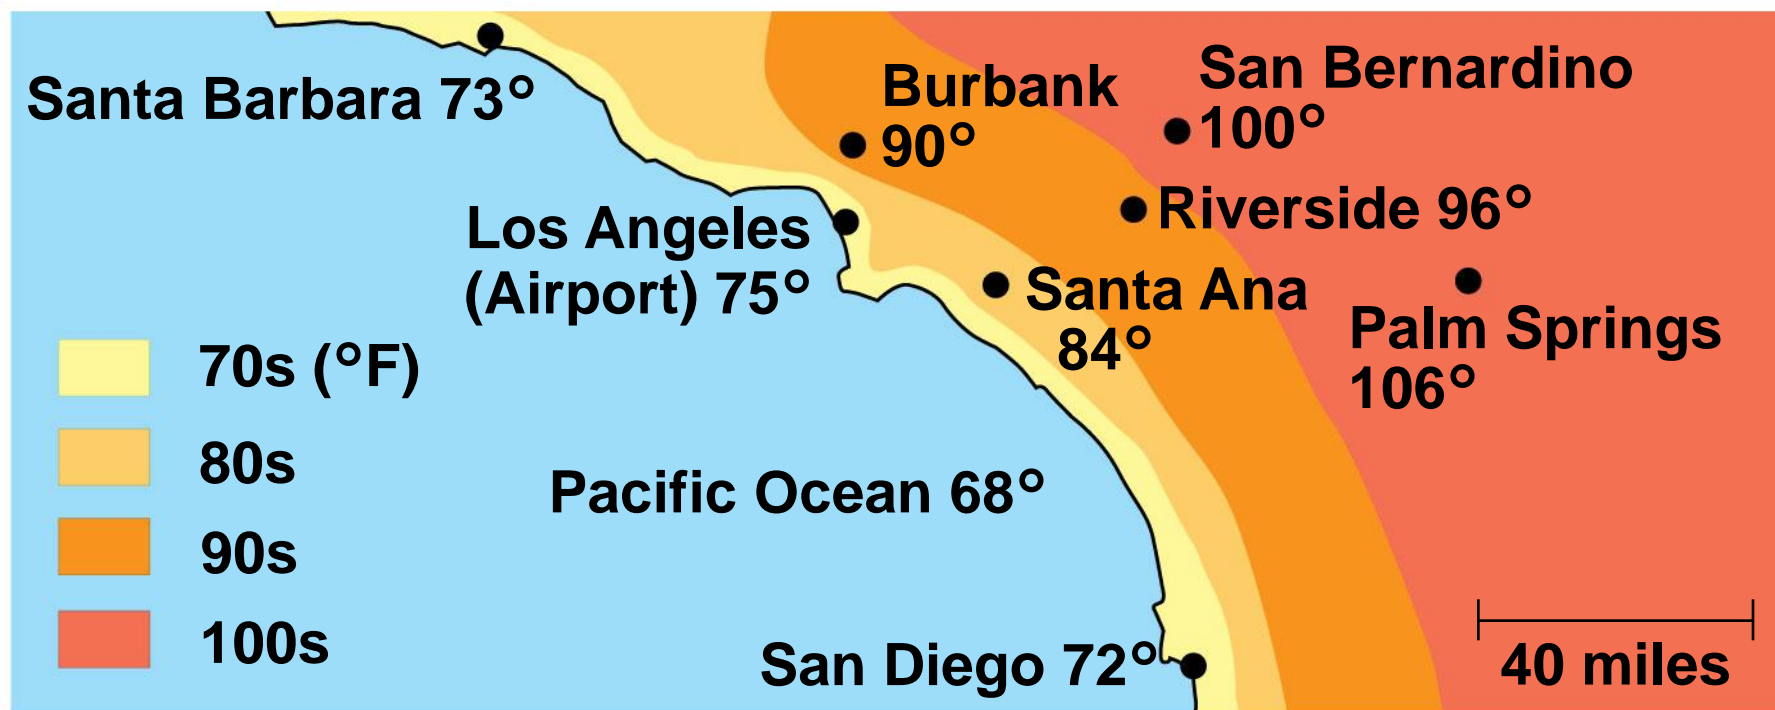 Santa Barbara 73°
Burbank
90°
San Bernardino
100°
Los Angeles
(Airport) 75°
Riverside 96°
Santa Ana
84°
Palm Springs
106°
70s (°F)
80s
90s
100s
Pacific Ocean 68°
San Diego 72°
40 miles